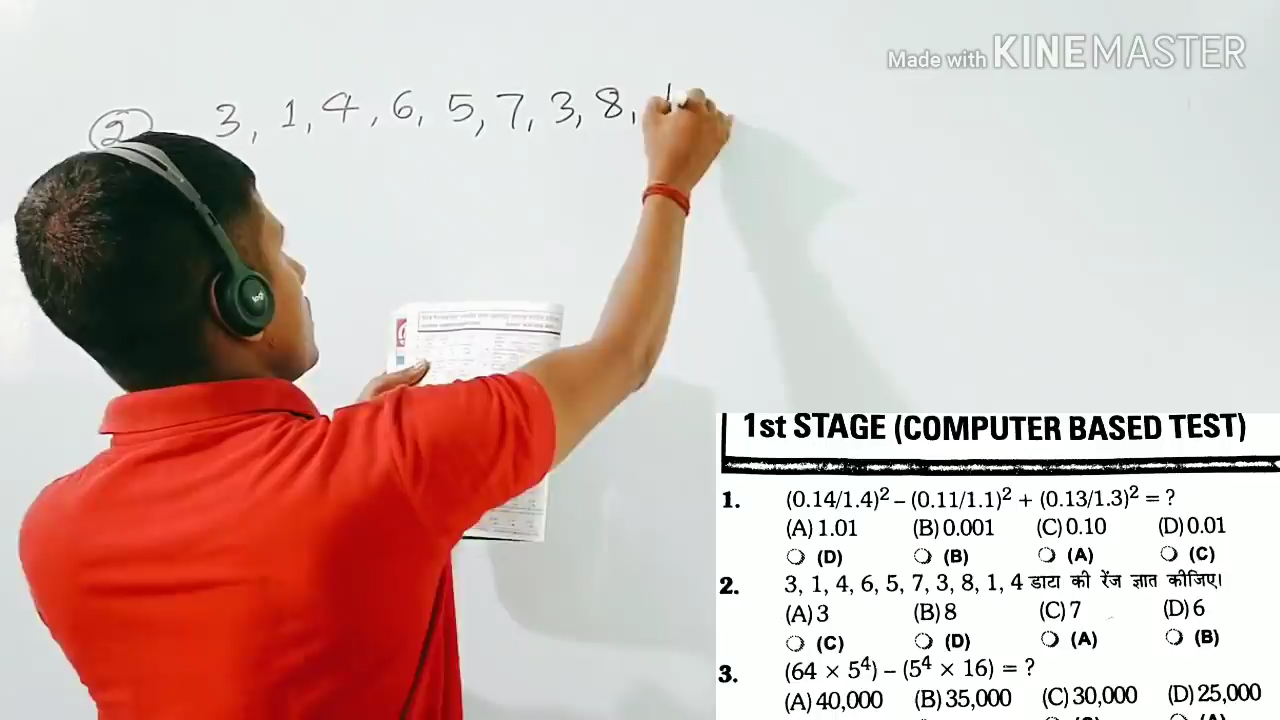 Made with KINEMASTER
2 3, 1, 4, 6, 5, 7, 3, 8,
logi
1st STAGE (COMPUTER BASED TEST)
1. (0.14/1.4)² – (0.11/1.1)² + (0.13/1.3)² = ?
(A) 1.01 (B) 0.001 (C) 0.10 (D) 0.01
(D) (B) (A) (C)
2. 3, 1, 4, 6, 5, 7, 3, 8, 1, 4 डाटा की रेंज ज्ञात कीजिए।
(A) 3 (B) 8 (C) 7 (D) 6
(C) (D) (A) (B)
3. (64 × 5⁴) – (5⁴ × 16) = ?
(A) 40,000 (B) 35,000 (C) 30,000 (D) 25,000